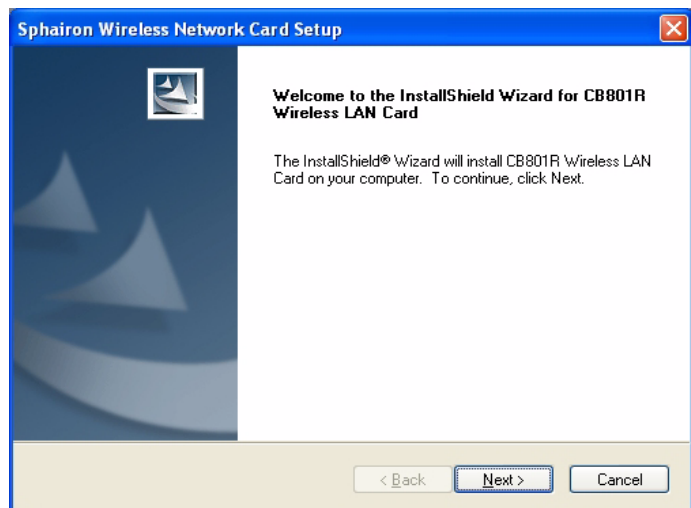 Sphairon Wireless Network Card Setup
Welcome to the InstallShield Wizard for CB801R
Wireless LAN Card
The InstallShield® Wizard will install CB801R Wireless LAN
Card on your computer.  To continue, click Next.
< Back
Next >
Cancel